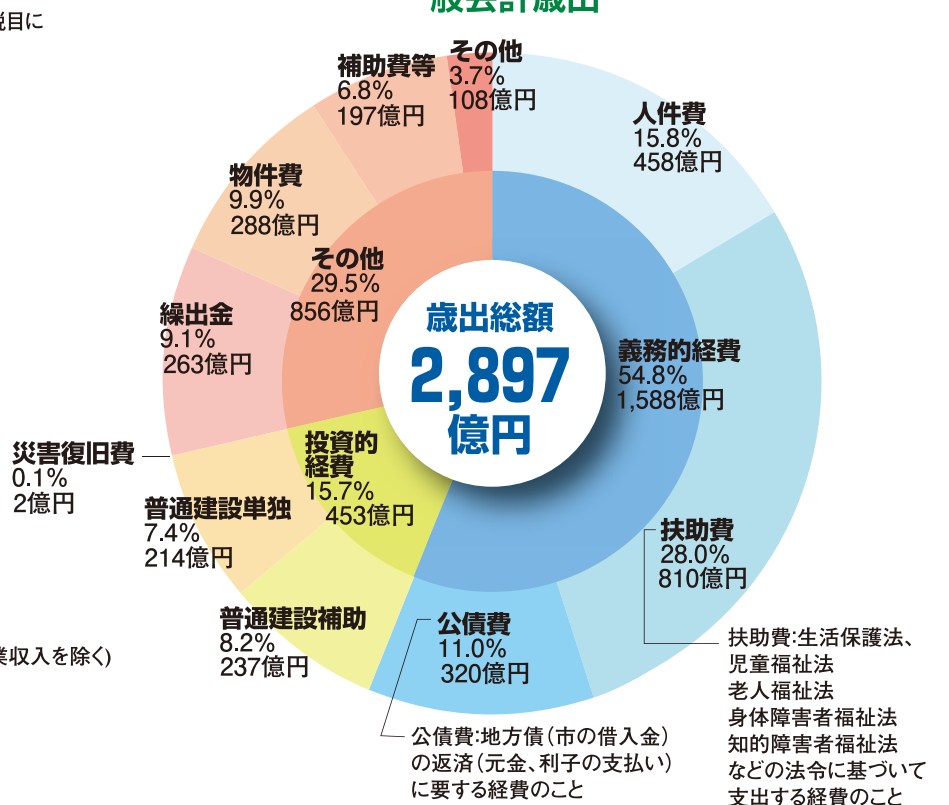 税目に
一般会計歳出
その他
3.7%
108億円
補助費等
6.8%
197億円
人件費
15.8%
458億円
物件費
9.9%
288億円
その他
29.5%
856億円
繰出金
9.1%
263億円
歳出総額
2,897
億円
義務的経費
54.8%
1,588億円
災害復旧費
0.1%
2億円
投資的
経費
15.7%
453億円
普通建設単独
7.4%
214億円
扶助費
28.0%
810億円
普通建設補助
8.2%
237億円
公債費
11.0%
320億円
業収入を除く)
扶助費:生活保護法、
児童福祉法
老人福祉法
身体障害者福祉法
知的障害者福祉法
などの法令に基づいて
支出する経費のこと
公債費:地方債(市の借入金)
の返済(元金、利子の支払い)
に要する経費のこと